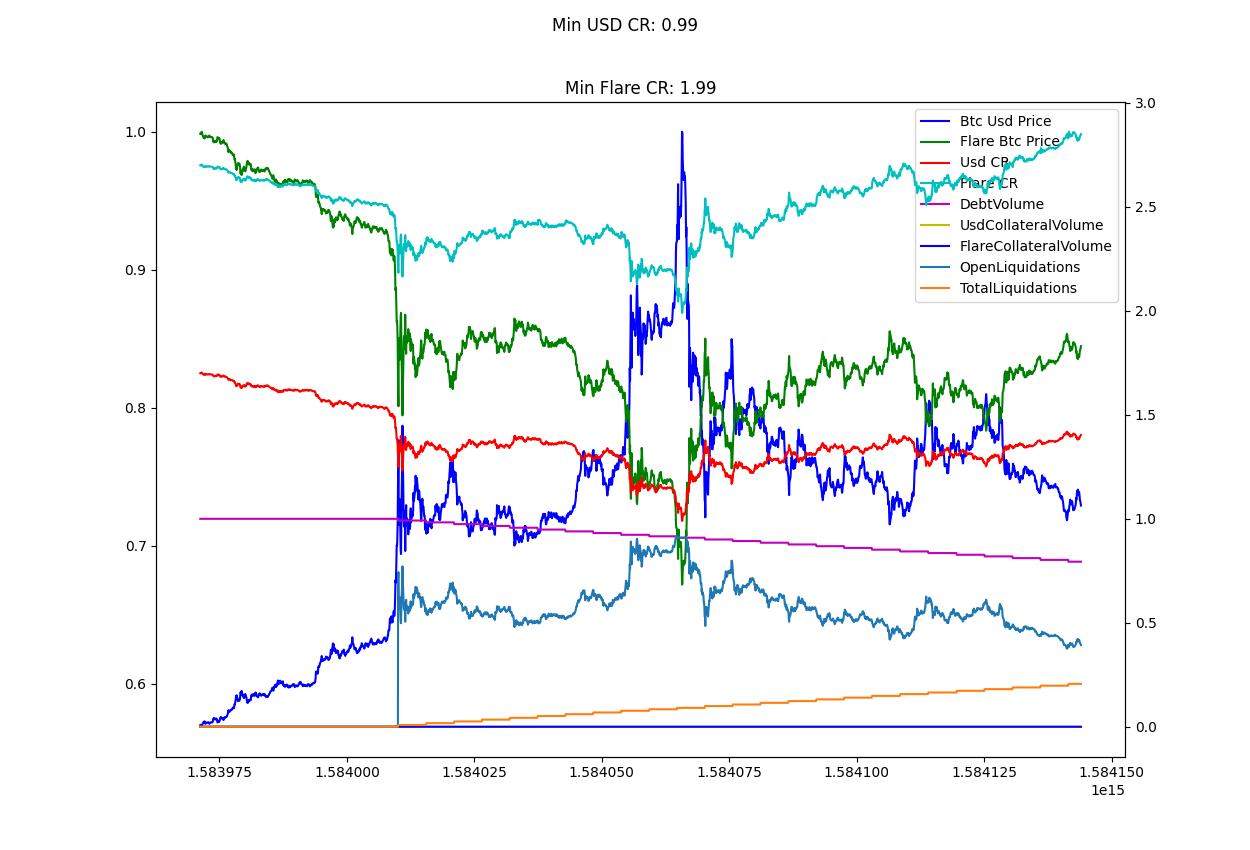 Min USD CR: 0.99
Min Flare CR: 1.99
1.0
0.9
0.8
0.7
0.6
3.0
2.5
2.0
1.5
1.0
0.5
0.0
Btc Usd Price
Flare Btc Price
Usd CR
Flare CR
DebtVolume
UsdCollateralVolume
FlareCollateralVolume
OpenLiquidations
TotalLiquidations
1.583975 1.584000 1.584025 1.584050 1.584075 1.584100 1.584125 1.584150
1e15